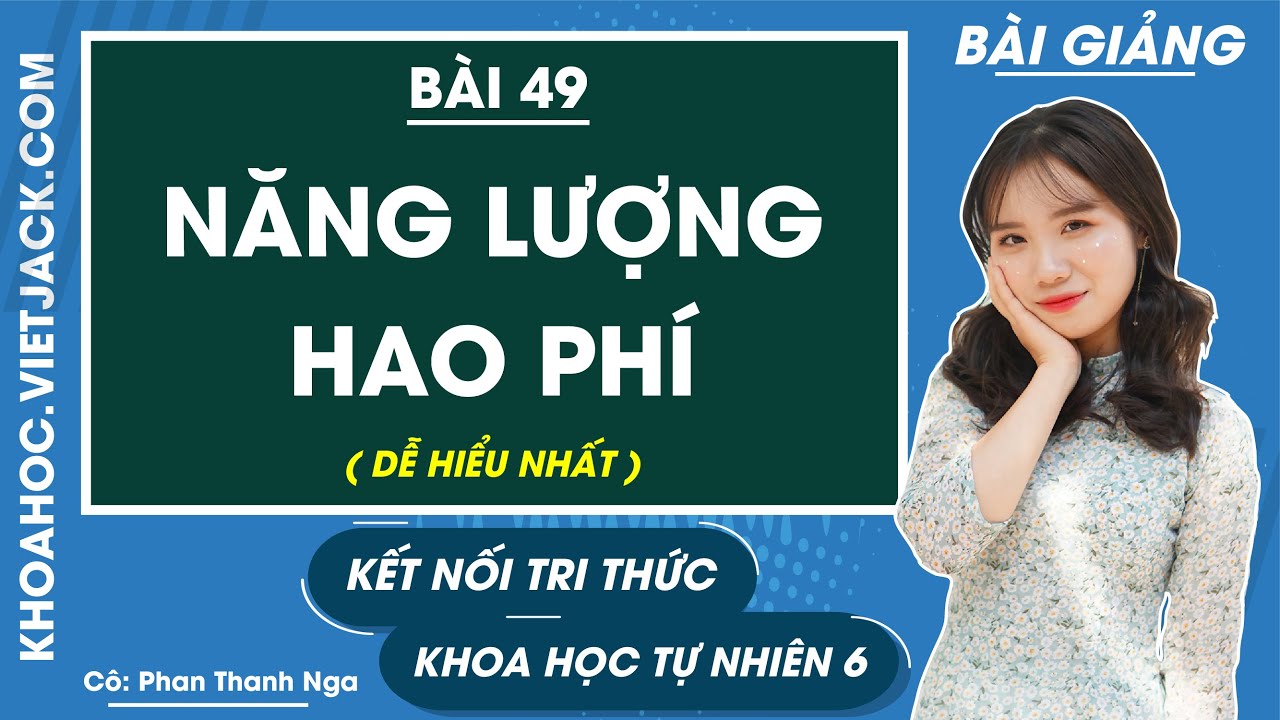 BÀI GIẢNG
BÀI 49
NĂNG LƯỢNG
HAO PHÍ
( DỄ HIỂU NHẤT )
KẾT NỐI TRI THỨC
KHOA HỌC TỰ NHIÊN 6
Cô: Phan Thanh Nga
KHOAHOC.VIETJACK.COM